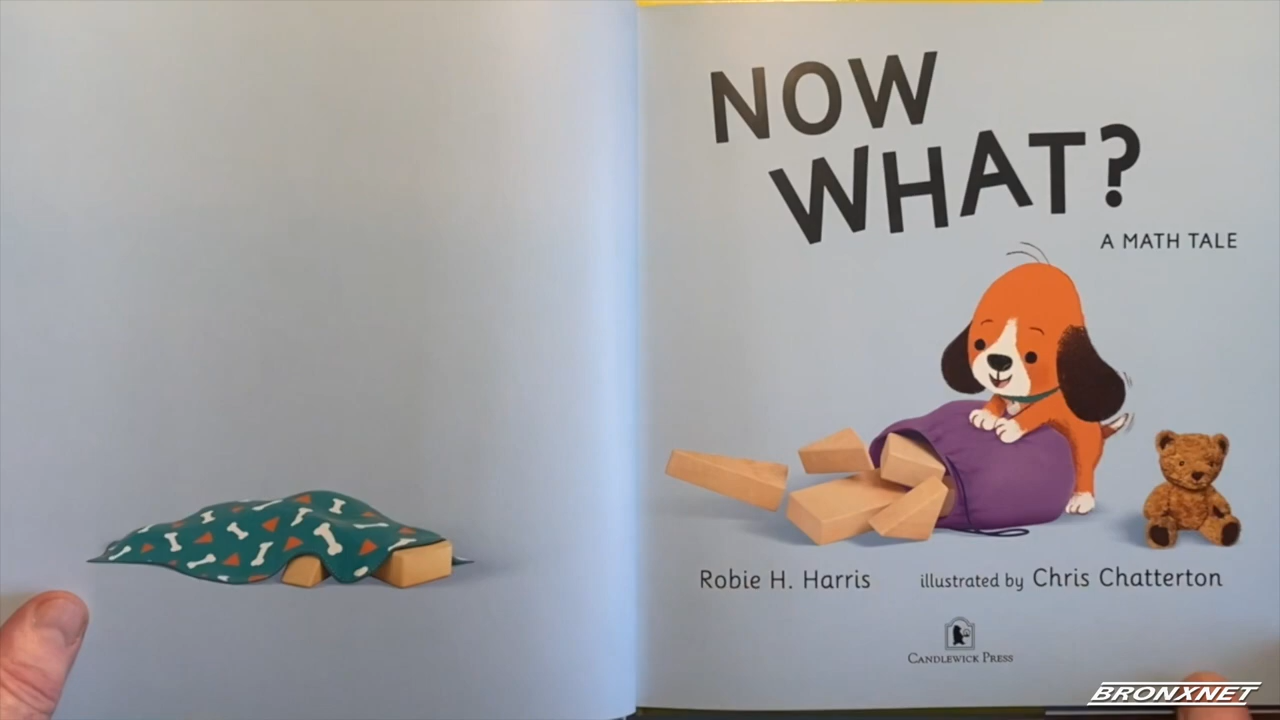 NOW
WHAT?
A MATH TALE
Robie H. Harris
illustrated by Chris Chatterton
CANDLEWICK PRESS
BRONXNET